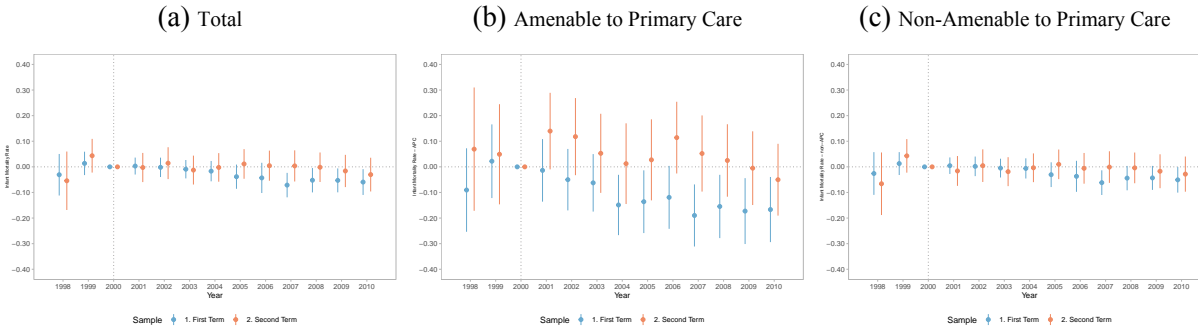 (a) Total
Infant Mortality Rate
0.40
0.30
0.20
0.10
0.00
−0.10
−0.20
−0.30
−0.40
1998 1999 2000 2001 2002 2003 2004 2005 2006 2007 2008 2009 2010
Year
Sample 1. First Term 2. Second Term
(b) Amenable to Primary Care
Infant Mortality Rate − APC
0.40
0.30
0.20
0.10
0.00
−0.10
−0.20
−0.30
−0.40
1998 1999 2000 2001 2002 2003 2004 2005 2006 2007 2008 2009 2010
Year
Sample 1. First Term 2. Second Term
(c) Non-Amenable to Primary Care
Infant Mortality Rate − non−APC
0.40
0.30
0.20
0.10
0.00
−0.10
−0.20
−0.30
−0.40
1998 1999 2000 2001 2002 2003 2004 2005 2006 2007 2008 2009 2010
Year
Sample 1. First Term 2. Second Term